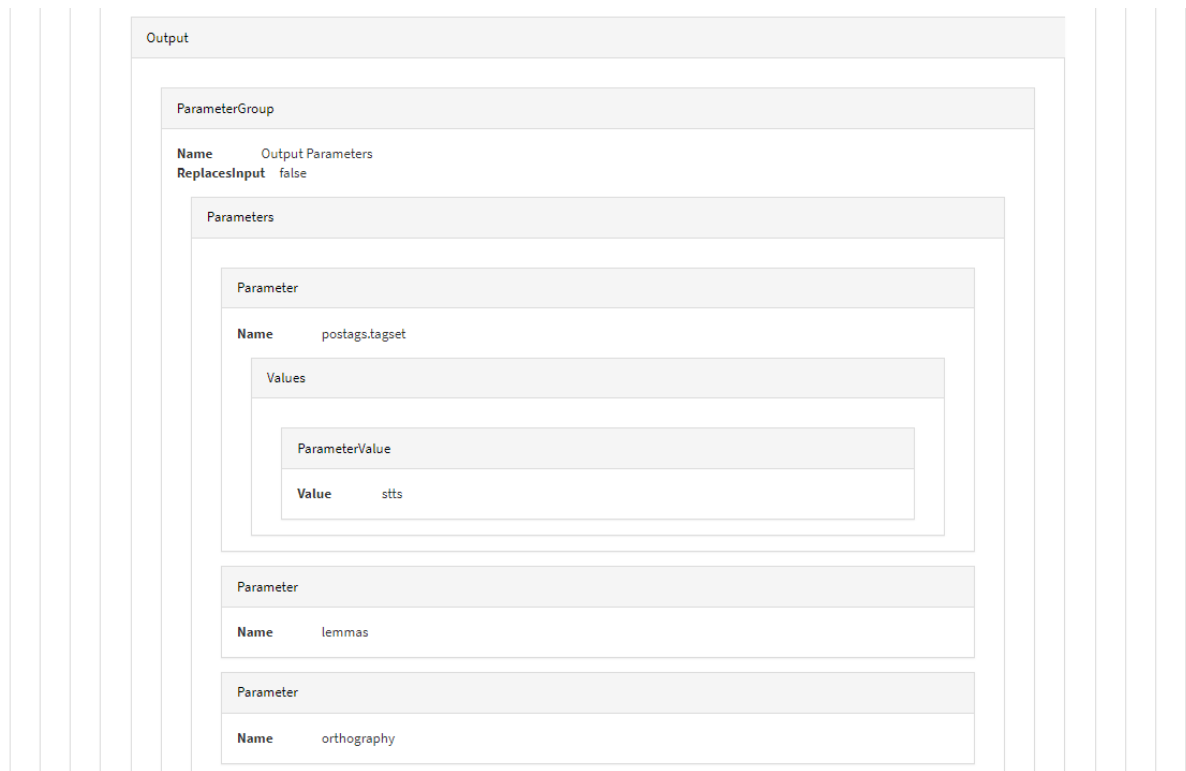 Output
ParameterGroup
Name Output Parameters
ReplacesInput false
Parameters
Parameter
Name postags.tagset
Values
ParameterValue
Value stts
Parameter
Name lemmas
Parameter
Name orthography